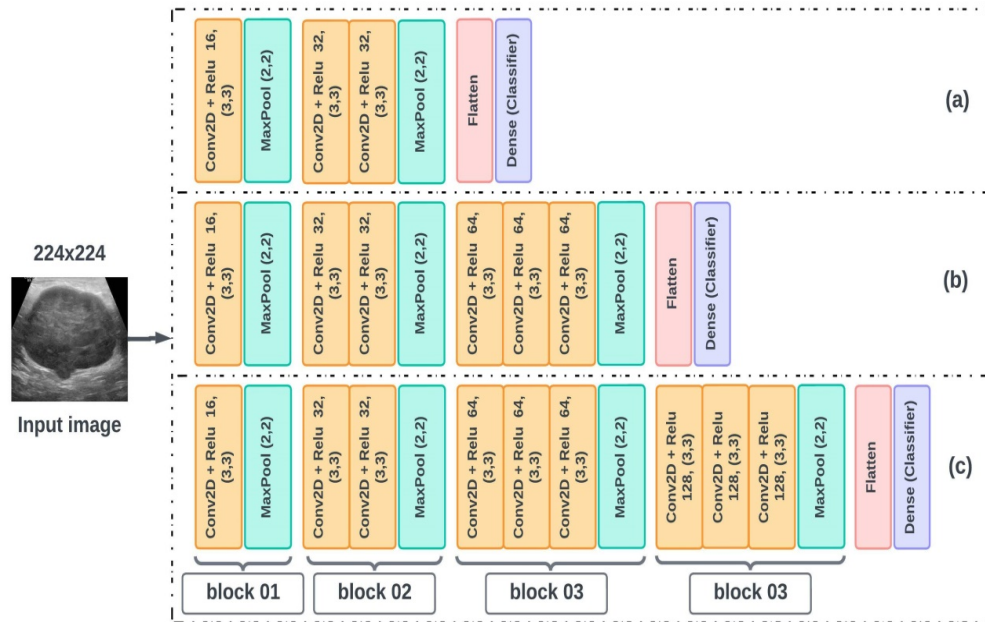 224x224
Input image
Conv2D + Relu 16,
(3,3)
MaxPool (2,2)
Conv2D + Relu 32,
(3,3)
Conv2D + Relu 32,
(3,3)
MaxPool (2,2)
Flatten
Dense (Classifier)
(a)
Conv2D + Relu 16,
(3,3)
MaxPool (2,2)
Conv2D + Relu 32,
(3,3)
Conv2D + Relu 32,
(3,3)
MaxPool (2,2)
Conv2D + Relu 64,
(3,3)
Conv2D + Relu 64,
(3,3)
Conv2D + Relu 64,
(3,3)
MaxPool (2,2)
Flatten
Dense (Classifier)
(b)
Conv2D + Relu 16,
(3,3)
MaxPool (2,2)
Conv2D + Relu 32,
(3,3)
Conv2D + Relu 32,
(3,3)
MaxPool (2,2)
Conv2D + Relu 64,
(3,3)
Conv2D + Relu 64,
(3,3)
Conv2D + Relu 64,
(3,3)
MaxPool (2,2)
Conv2D + Relu
128, (3,3)
Conv2D + Relu
128, (3,3)
Conv2D + Relu
128, (3,3)
MaxPool (2,2)
Flatten
Dense (Classifier)
(c)
block 01
block 02
block 03
block 03